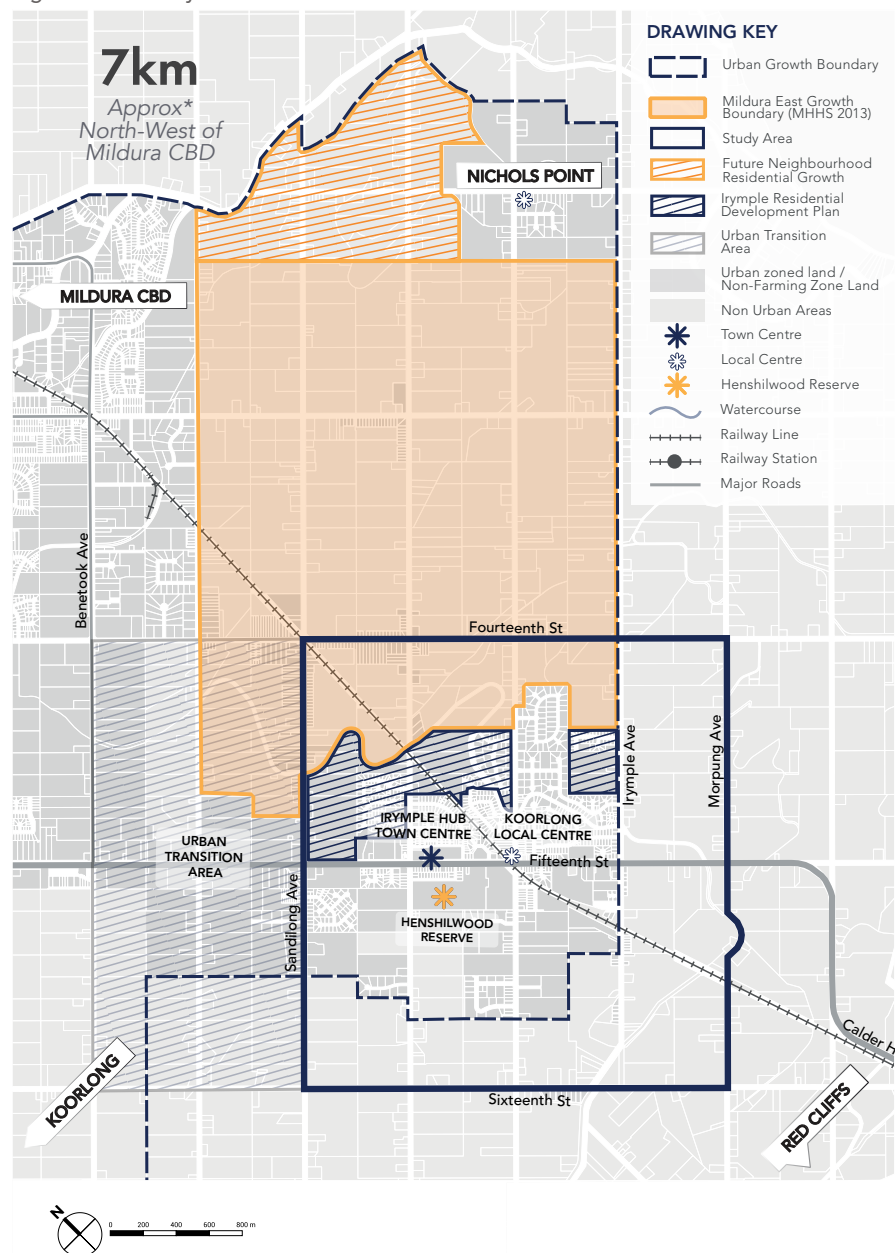 7km
Approx*
North-West of
Mildura CBD
DRAWING KEY
Urban Growth Boundary
Mildura East Growth
Boundary (MHHS 2013)
Study Area
Future Neighbourhood
Residential Growth
Irymple Residential
Development Plan
Urban Transition
Area
Urban zoned land /
Non-Farming Zone Land
Non Urban Areas
Town Centre
Local Centre
Henshilwood Reserve
Watercourse
Railway Line
Railway Station
Major Roads
NICHOLS POINT
MILDURA CBD
Benetook Ave
Fourteenth St
Irymple Ave
Morpung Ave
IRYMPLE HUB
TOWN CENTRE
KOORLONG
LOCAL CENTRE
URBAN
TRANSITION
AREA
Fifteenth St
Sandilong Ave
HENSHILWOOD
RESERVE
Calder H
KOORLONG
Sixteenth St
RED CLIFFS
N
0 200 400 600 800 m